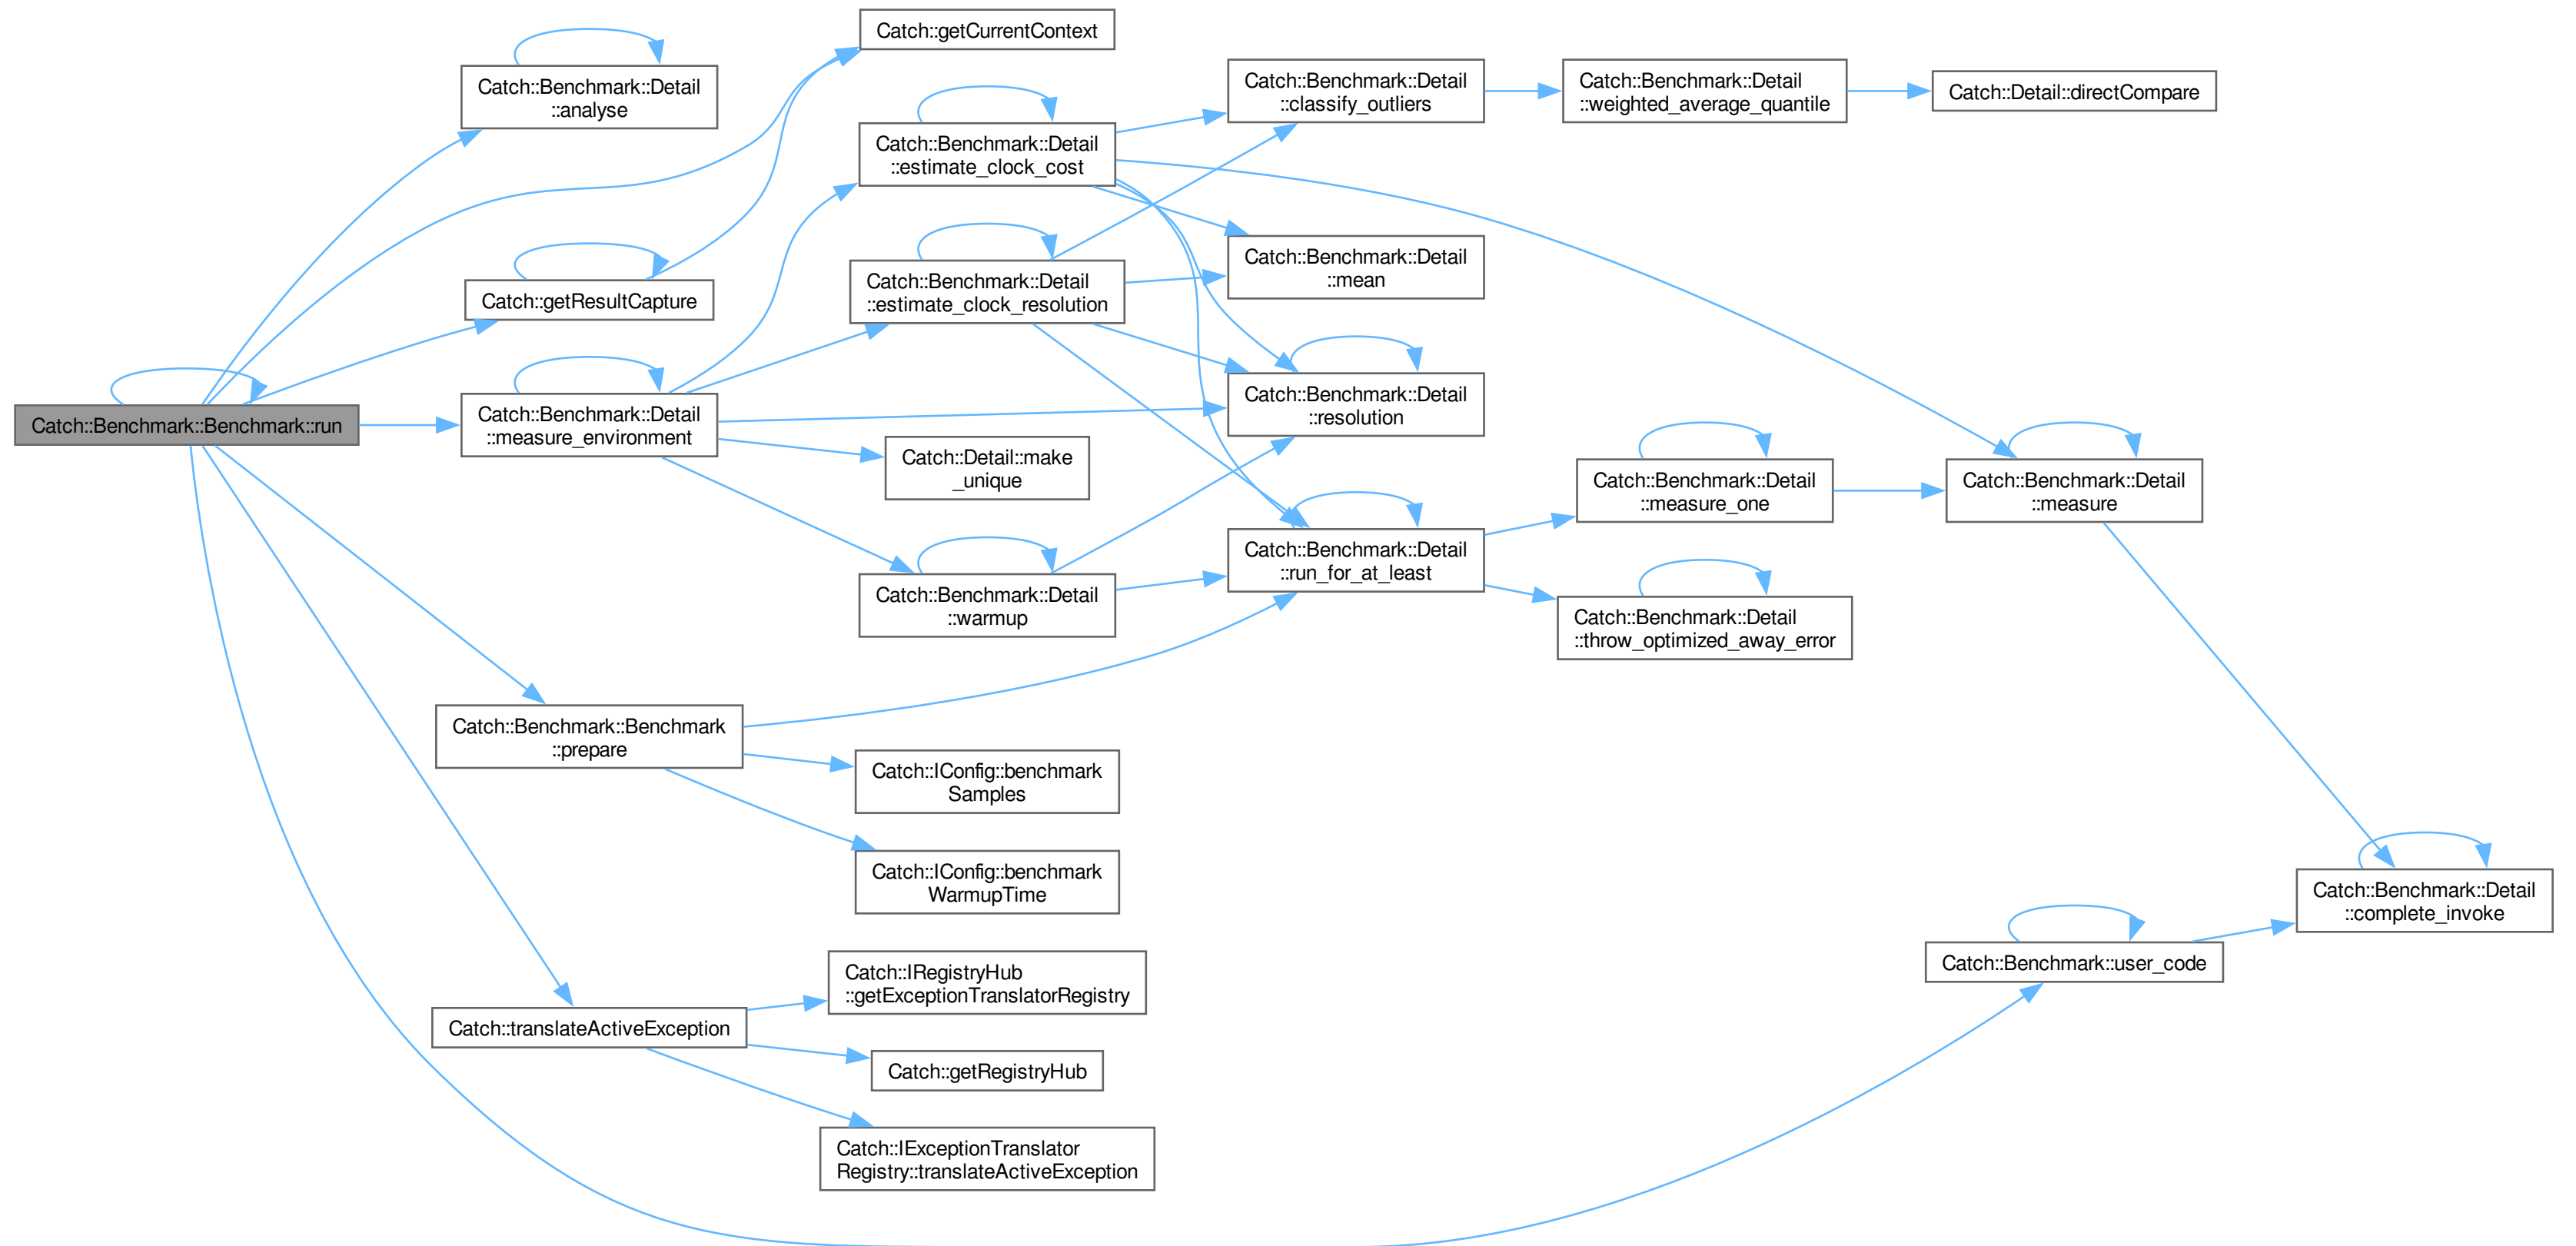 Catch::Benchmark::Benchmark::run
Catch::Benchmark::Detail
::analyse
Catch::getCurrentContext
Catch::getResultCapture
Catch::Benchmark::Detail
::measure_environment
Catch::Benchmark::Detail
::estimate_clock_cost
Catch::Benchmark::Detail
::estimate_clock_resolution
Catch::Detail::make
_unique
Catch::Benchmark::Detail
::warmup
Catch::Benchmark::Detail
::classify_outliers
Catch::Benchmark::Detail
::weighted_average_quantile
Catch::Detail::directCompare
Catch::Benchmark::Detail
::mean
Catch::Benchmark::Detail
::resolution
Catch::Benchmark::Detail
::run_for_at_least
Catch::Benchmark::Detail
::measure_one
Catch::Benchmark::Detail
::measure
Catch::Benchmark::Detail
::throw_optimized_away_error
Catch::Benchmark::Benchmark
::prepare
Catch::IConfig::benchmark
Samples
Catch::IConfig::benchmark
WarmupTime
Catch::translateActiveException
Catch::IRegistryHub
::getExceptionTranslatorRegistry
Catch::getRegistryHub
Catch::IExceptionTranslator
Registry::translateActiveException
Catch::Benchmark::user_code
Catch::Benchmark::Detail
::complete_invoke